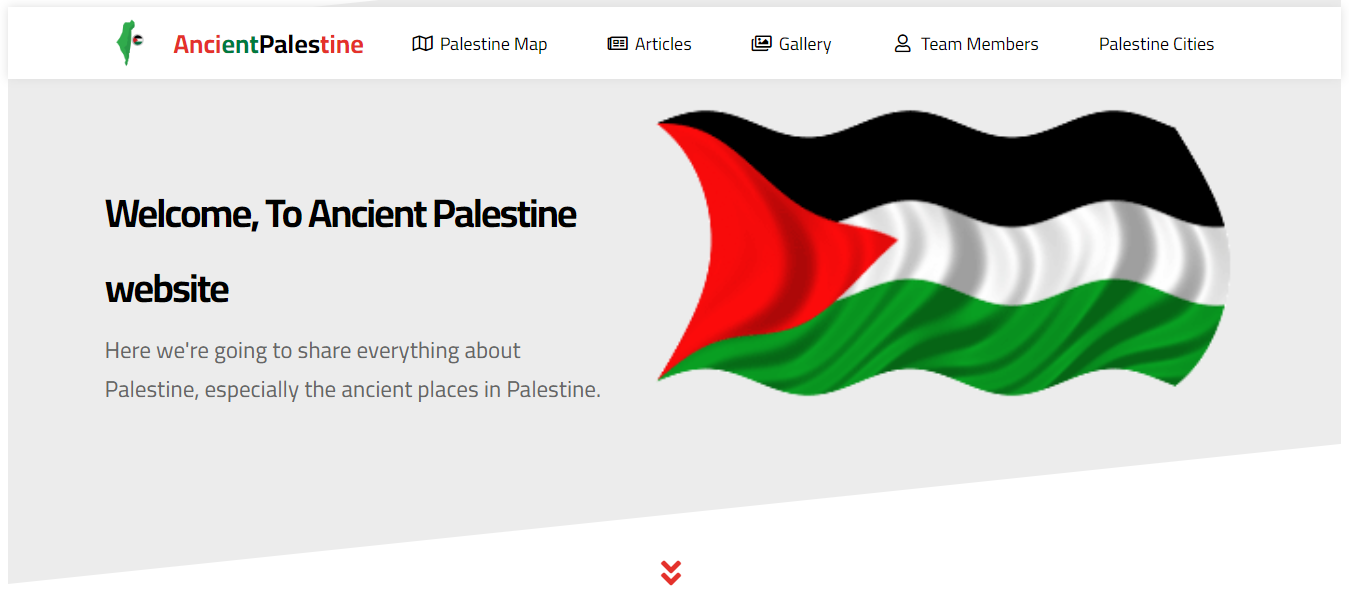 AncientPalestine
Palestine Map
Articles
Gallery
Team Members
Palestine Cities
Welcome, To Ancient Palestine
website
Here we're going to share everything about
Palestine, especially the ancient places in Palestine.